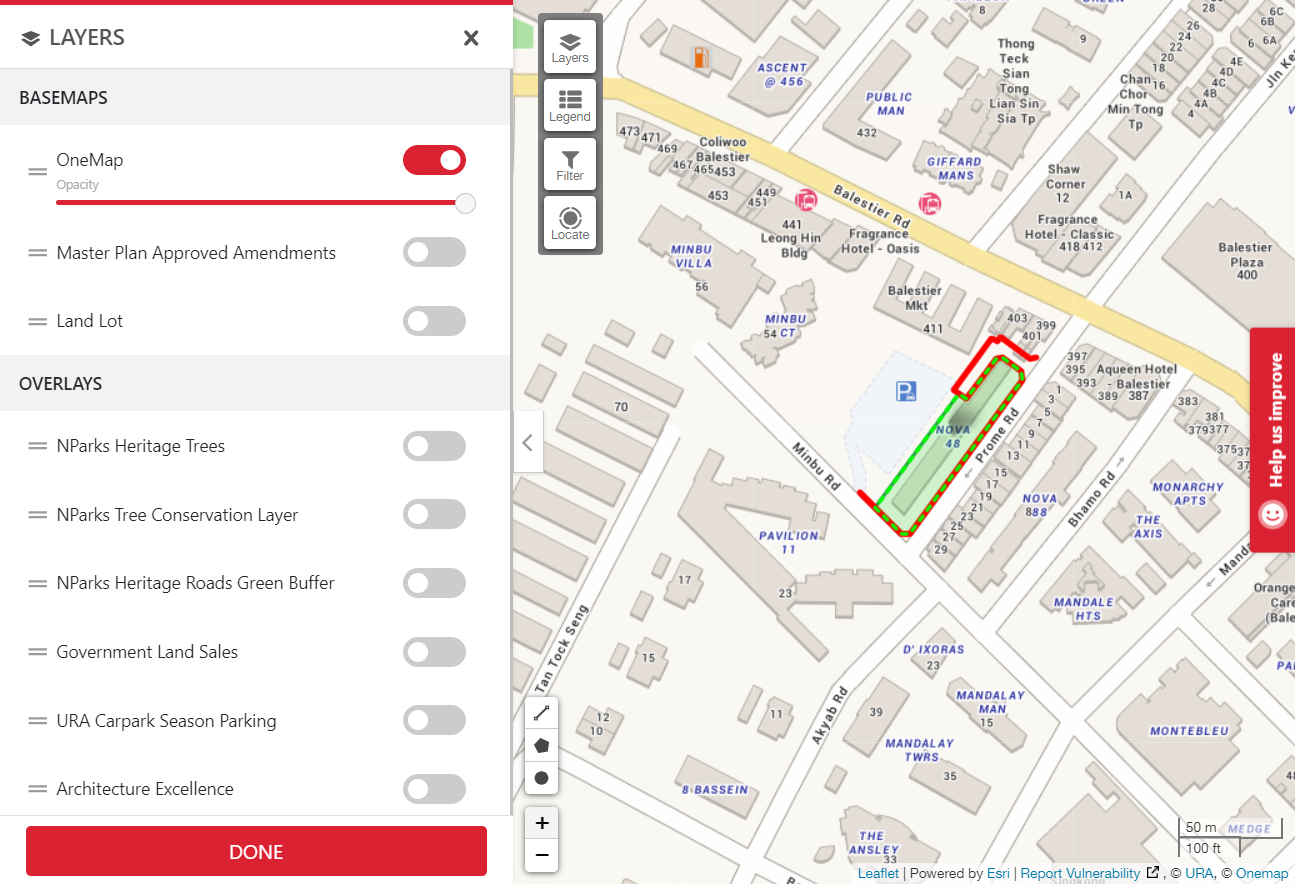 LAYERS
BASEMAPS
OneMap
Opacity
Master Plan Approved Amendments
Land Lot
OVERLAYS
NParks Heritage Trees
NParks Tree Conservation Layer
NParks Heritage Roads Green Buffer
Government Land Sales
URA Carpark Season Parking
Architecture Excellence
DONE
Layers
Legend
Filter
Locate
8
9
28
6C
26
6B
24
6A
6
22
20
18
16
4E
4D
4C
4B
4A
Jln Ke
Thong
Teck
Sian
Tong
Lian Sin
Sia Tp
Chan
Chor
Min Tong
Tp
ASCENT
@ 456
PUBLIC
MAN
432
GIFFARD
MANS
473
471
469
467
465
453
Coliwoo
Balestier
453
449
451
441
Leong Hin
Bldg
Balestier Rd
Fragrance
Hotel - Oasis
Shaw
Corner
12
1A
Fragrance
Hotel - Classic
418 412
Balestier
Plaza
400
MINBU
VILLA
56
MINBU
54 CT
Balestier
Mkt
411
403
399
401
397
395
393
389
387
Aqueen Hotel
- Balestier
383
381
379
377
375
37
37
70
NOVA
48
Prome Rd
1
3
5
7
9
11
13
15
17
19
21
23
25
27
29
Minbu Rd
NOVA
888
Bhamo Rd
MONARCHY
APTS
THE
AXIS
Manda
PAVILION
11
23
17
15
12
10
11
Tan Tock Seng
MANDALE
HTS
Orange
Care
(Bale
D' IXORAS
23
MANDALAY
MAN
15
Akyab Rd
39
MANDALAY
TWRS
35
MONTEBLEU
8 BASSEIN
THE
ANSLEY
33
MEDGE
Help us improve
+
−
50 m
100 ft
Leaflet | Powered by Esri | Report Vulnerability , © URA, © Onemap